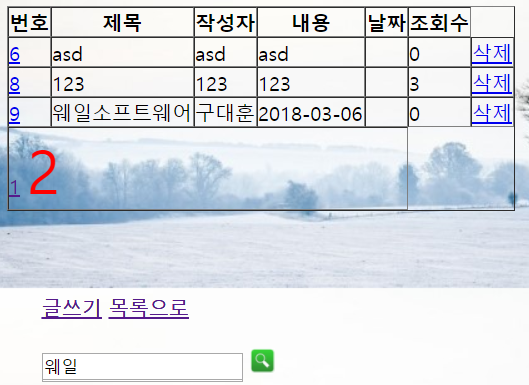 번호 제목 작성자 내용 날짜 조회수
6 asd asd asd 0 삭제
8 123 123 123 3 삭제
9 웨일소프트웨어 구대훈 2018-03-06 0 삭제
1 2
글쓰기 목록으로
웨일